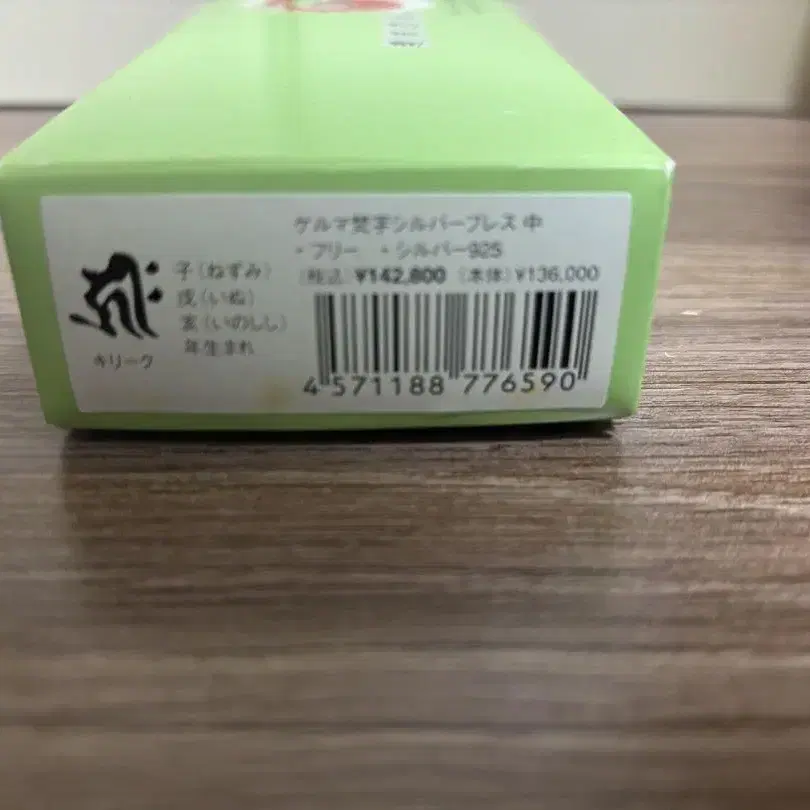 ゲルマ梵字シルバーブレス 中
・フリー ・シルバー925
(税込)¥142,800 (本体)¥136,000
子(ねずみ)
戌(いぬ)
亥(いのしし)
年生まれ
キリーク
4 571188 776590